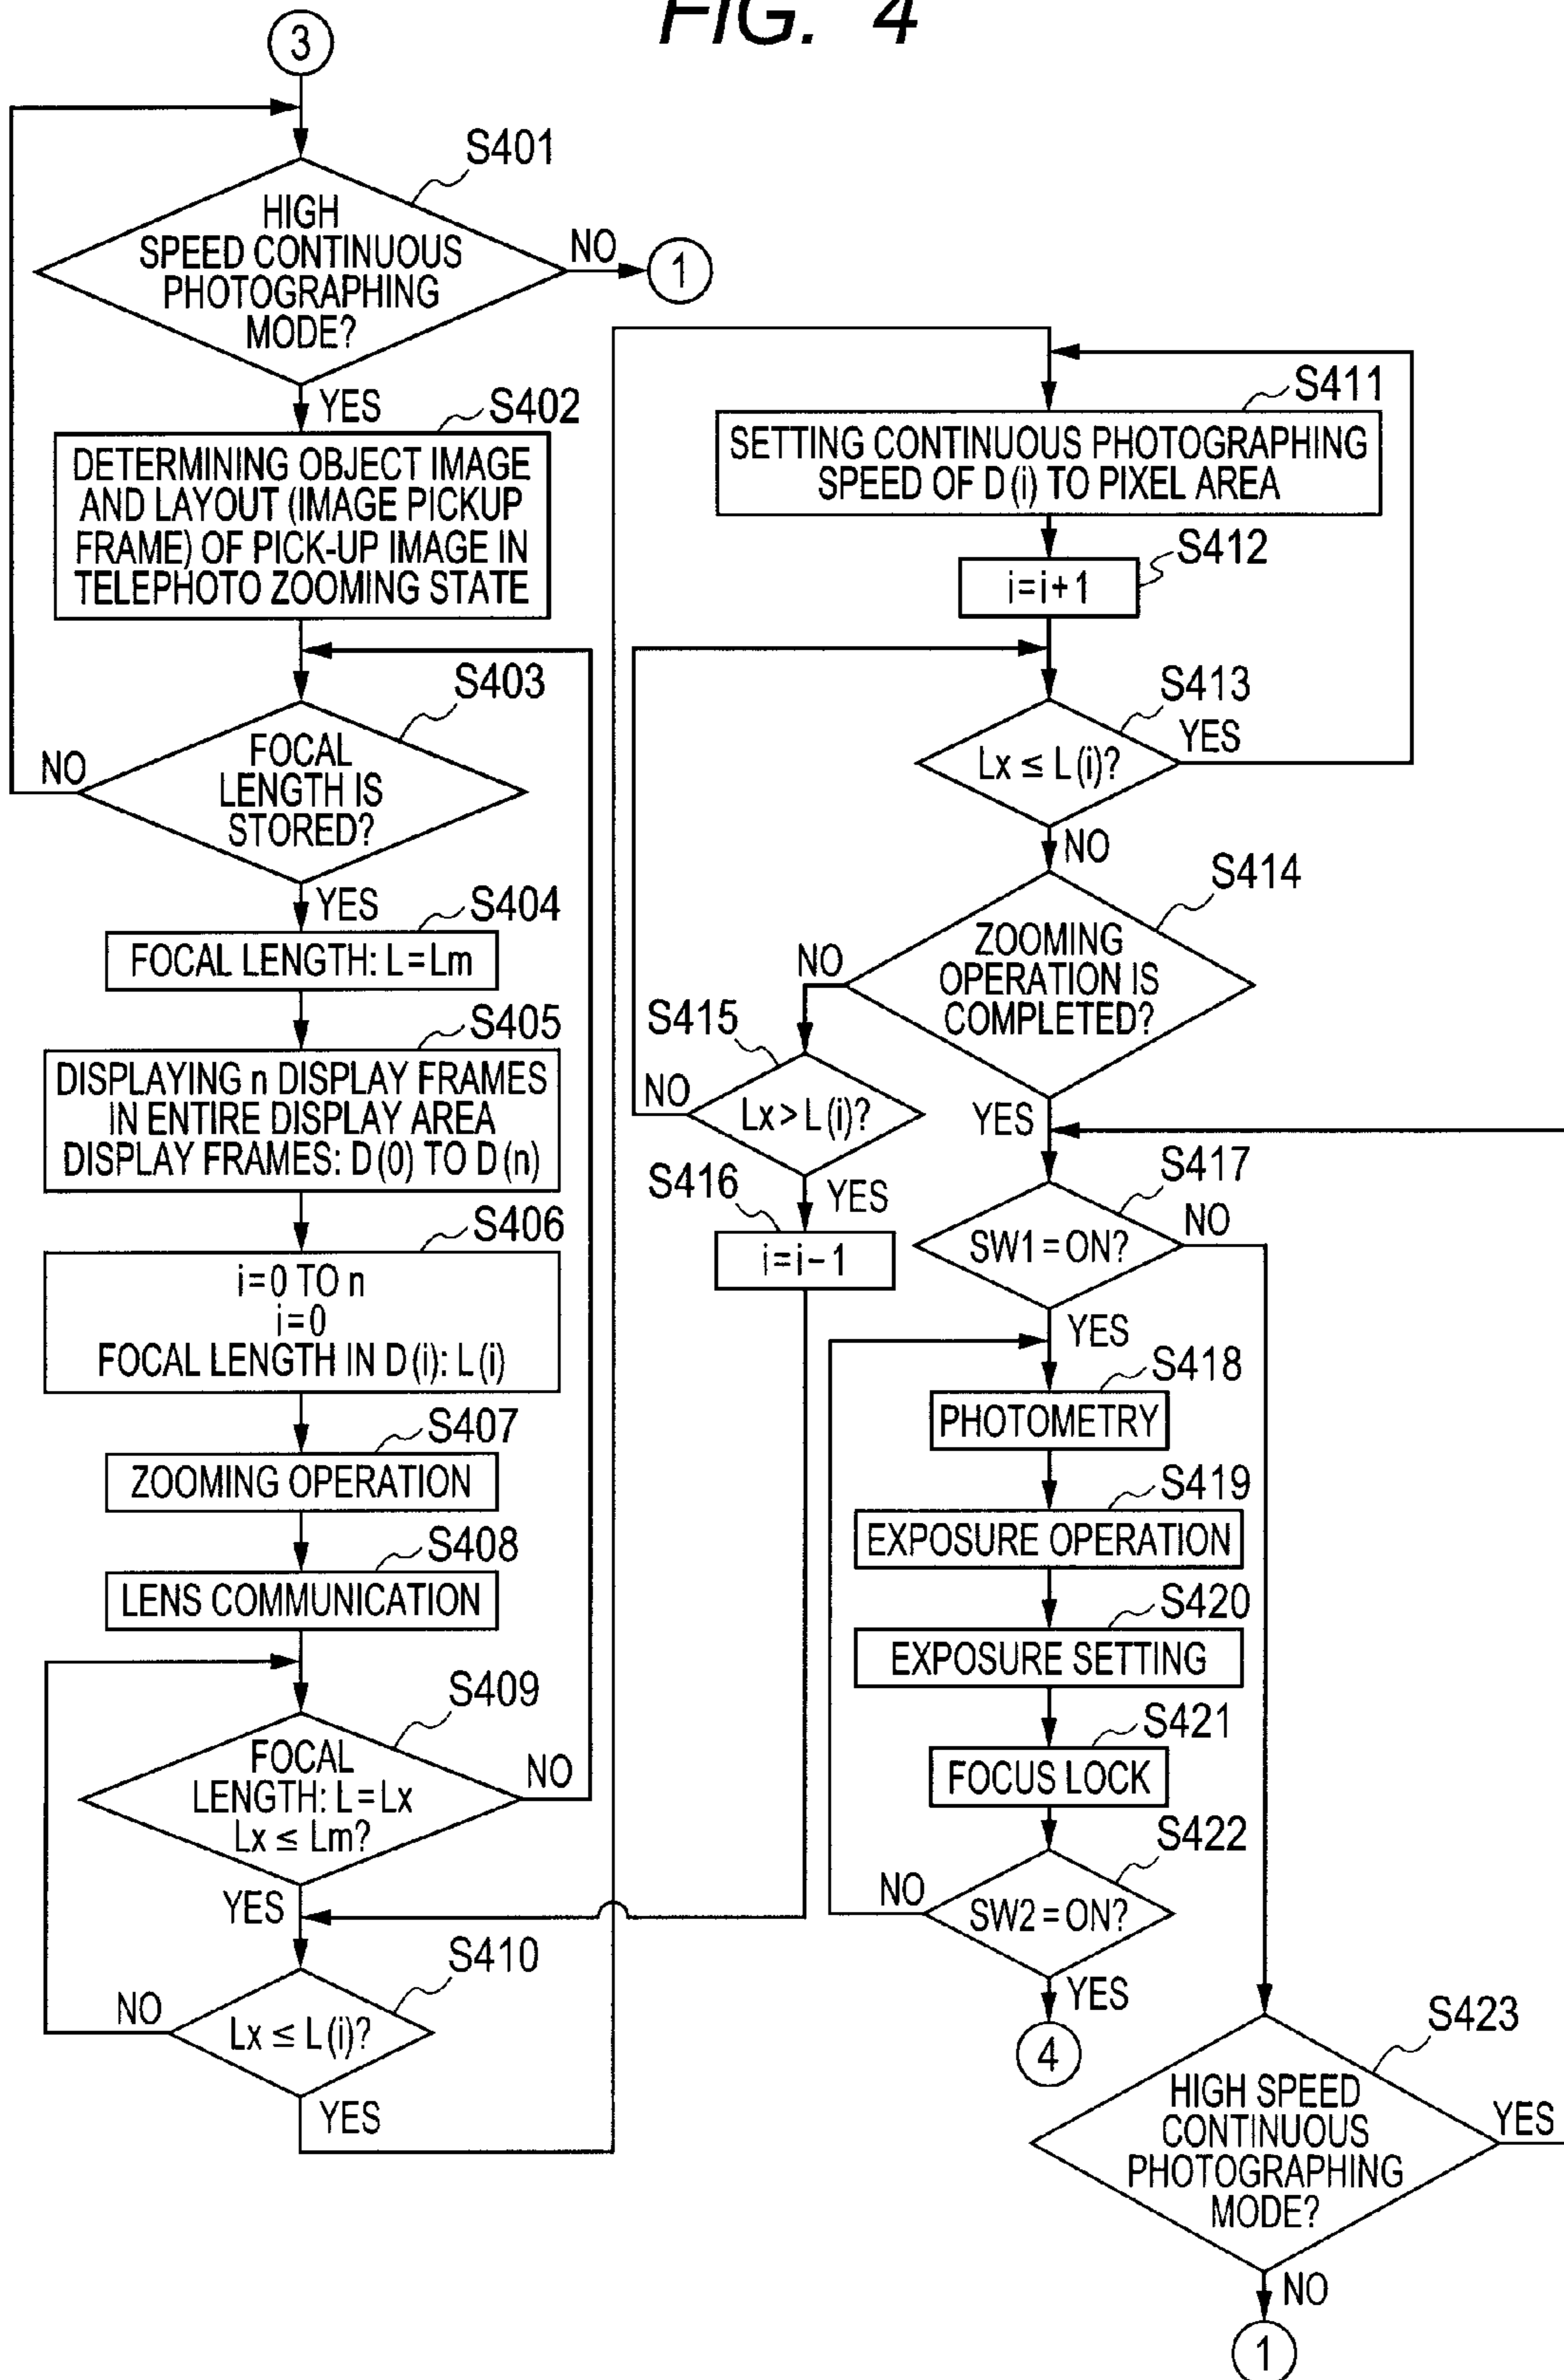 FIG. 4
3
S401
HIGH
SPEED CONTINUOUS
PHOTOGRAPHING
MODE?
NO
1
YES
S402
DETERMINING OBJECT IMAGE
AND LAYOUT (IMAGE PICKUP
FRAME) OF PICK-UP IMAGE IN
TELEPHOTO ZOOMING STATE
S403
FOCAL
LENGTH IS
STORED?
NO
YES
S404
FOCAL LENGTH: L=Lm
S405
DISPLAYING n DISPLAY FRAMES
IN ENTIRE DISPLAY AREA
DISPLAY FRAMES: D(0) TO D(n)
S406
i=0 TO n
i=0
FOCAL LENGTH IN D(i): L(i)
S407
ZOOMING OPERATION
S408
LENS COMMUNICATION
S409
FOCAL
LENGTH: L=Lx
Lx ≤ Lm?
NO
YES
S410
Lx ≤ L(i)?
NO
YES
S411
SETTING CONTINUOUS PHOTOGRAPHING
SPEED OF D(i) TO PIXEL AREA
S412
i=i+1
S413
Lx ≤ L(i)?
YES
NO
S414
ZOOMING
OPERATION IS
COMPLETED?
NO
YES
S415
Lx > L(i)?
NO
YES
S416
i=i−1
S417
SW1=ON?
NO
YES
S418
PHOTOMETRY
S419
EXPOSURE OPERATION
S420
EXPOSURE SETTING
S421
FOCUS LOCK
S422
SW2=ON?
NO
YES
4
S423
HIGH SPEED
CONTINUOUS
PHOTOGRAPHING
MODE?
YES
NO
1